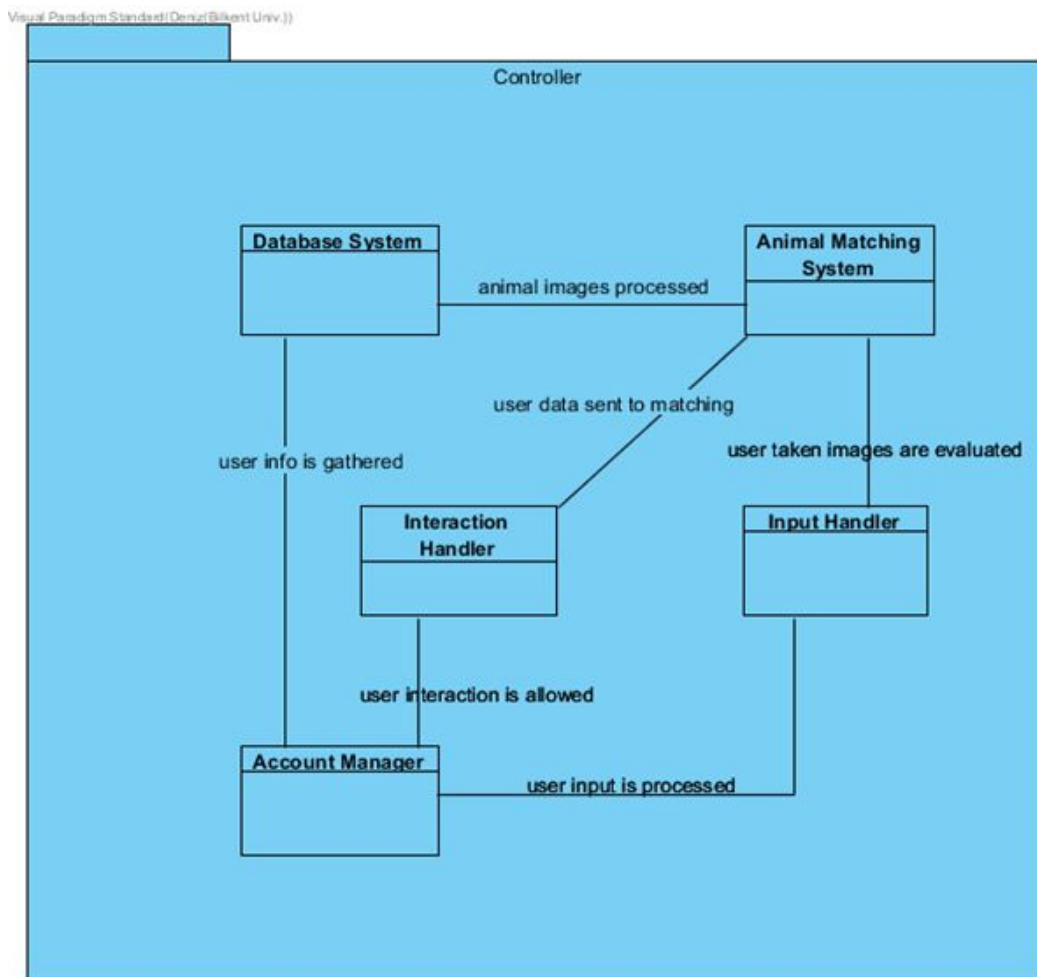 Visual Paradigm Standard(Deniz(Bilkent Univ.))
Controller
Database System
Animal Matching
System
animal images processed
user data sent to matching
user info is gathered
user taken images are evaluated
Interaction
Handler
Input Handler
user interaction is allowed
Account Manager
user input is processed